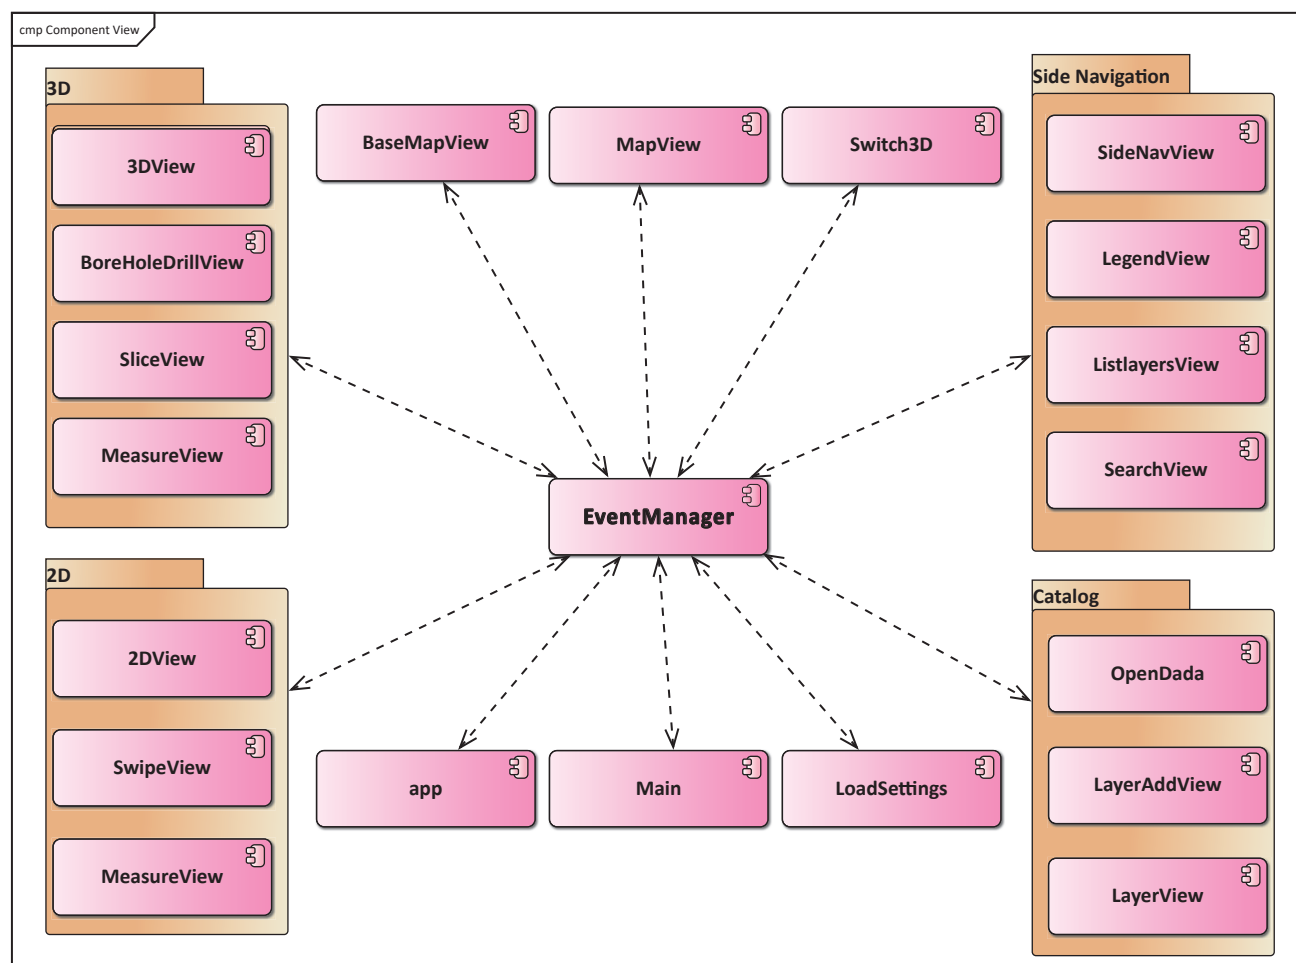 cmp Component View
3D
3DView
BoreHoleDrillView
SliceView
MeasureView
BaseMapView
MapView
Switch3D
Side Navigation
SideNavView
LegendView
ListlayersView
SearchView
EventManager
2D
2DView
SwipeView
MeasureView
app
Main
LoadSettings
Catalog
OpenDada
LayerAddView
LayerView